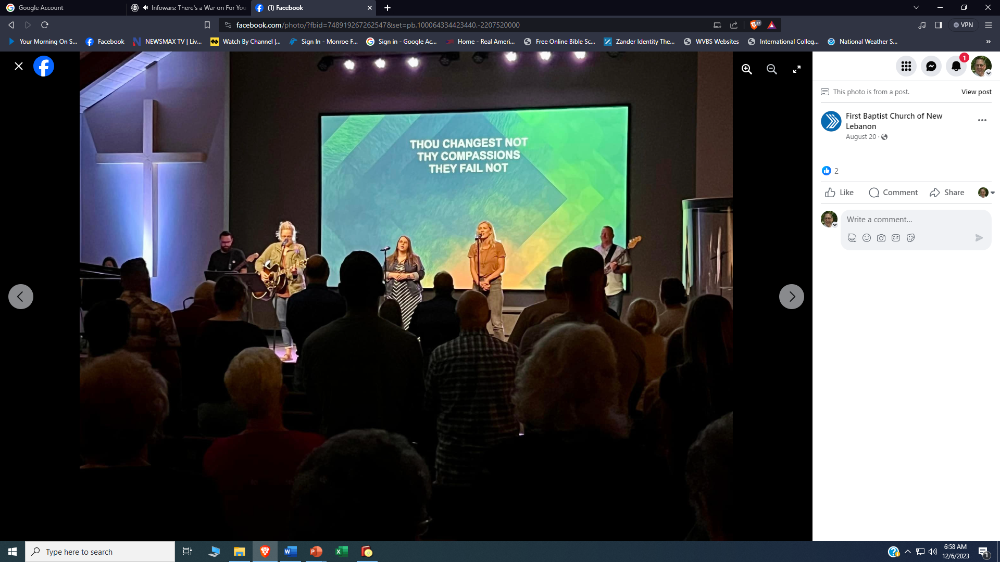 Google Account
Infowars: There's a War on For You
(1) Facebook
facebook.com/photo/?fbid=748919267262547&set=pb.100064334423440.-2207520000
37
VPN
Your Morning On S...
Facebook
NEWSMAX TV | Liv...
Watch By Channel |...
Sign In - Monroe F...
Sign in - Google Ac...
Home - Real Ameri...
Free Online Bible Sc...
Zander Identity The...
WVBS Websites
International Colleg...
National Weather S...
»
THOU CHANGEST NOT
THY COMPASSIONS
THEY FAIL NOT
1
This photo is from a post.
View post
First Baptist Church of New
Lebanon
August 20 ·
2
Like
Comment
Share
Write a comment...
GIF
Type here to search
6:58 AM
12/6/2023
1